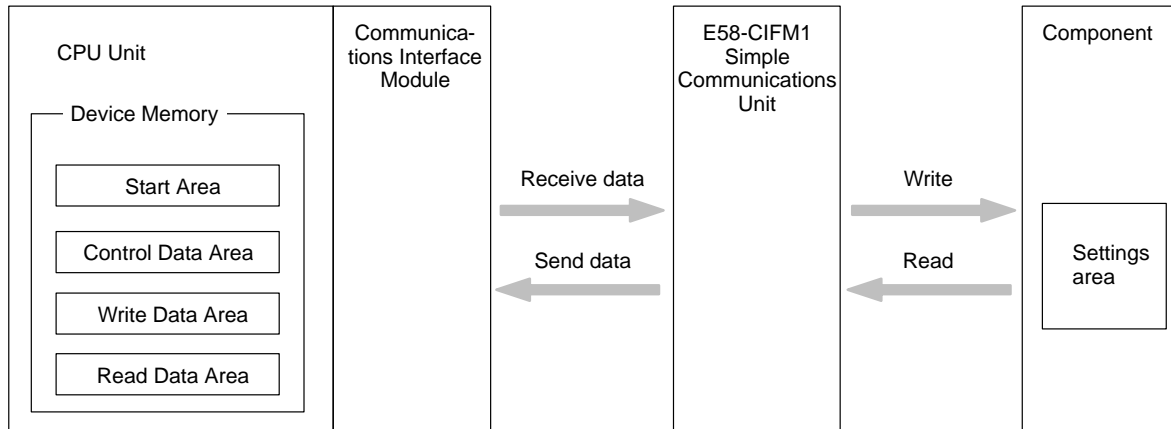 CPU Unit
Device Memory
Start Area
Control Data Area
Write Data Area
Read Data Area
Communica-
tions Interface
Module
Receive data
Send data
E58-CIFM1
Simple
Communications
Unit
Write
Read
Component
Settings
area